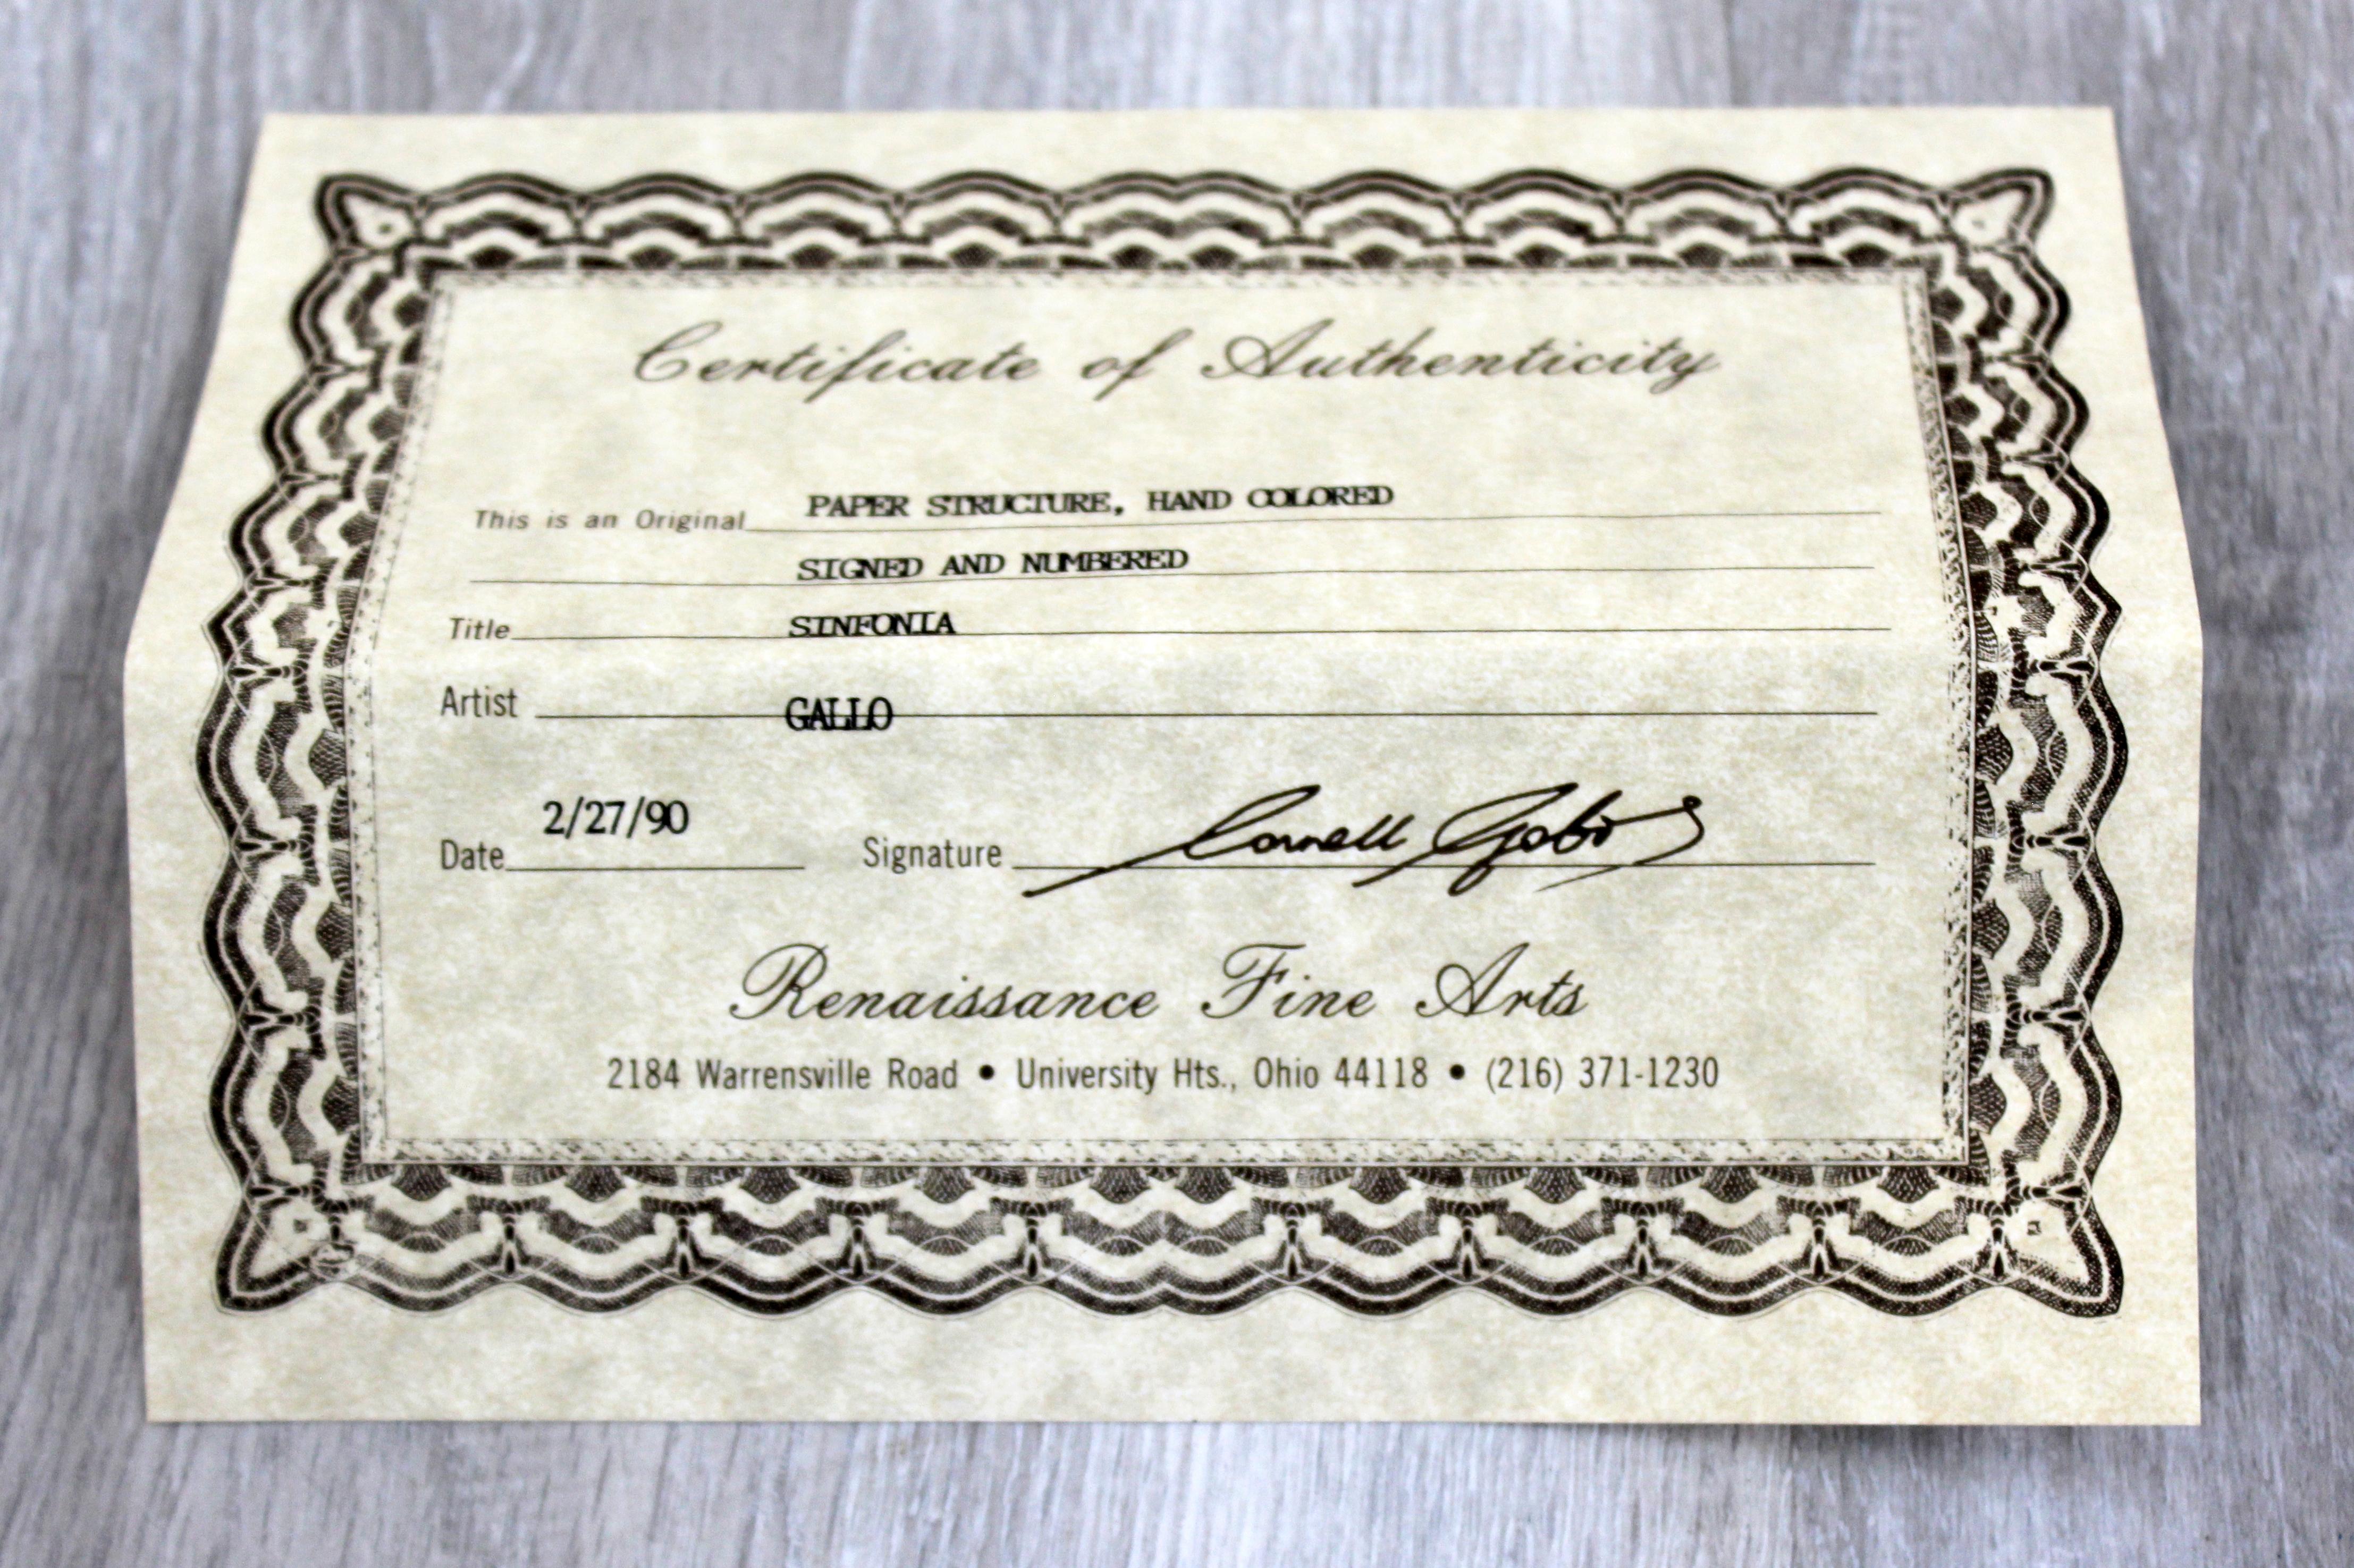 Certificate of Authenticity
This is an Original PAPER STRUCTURE, HAND COLORED
SIGNED AND NUMBERED
Title SINFONIA
Artist GALLO
Date 2/27/90 Signature Cornell
Renaissance Fine Arts
2184 Warrensville Road • University Hts., Ohio 44118 • (216) 371-1230